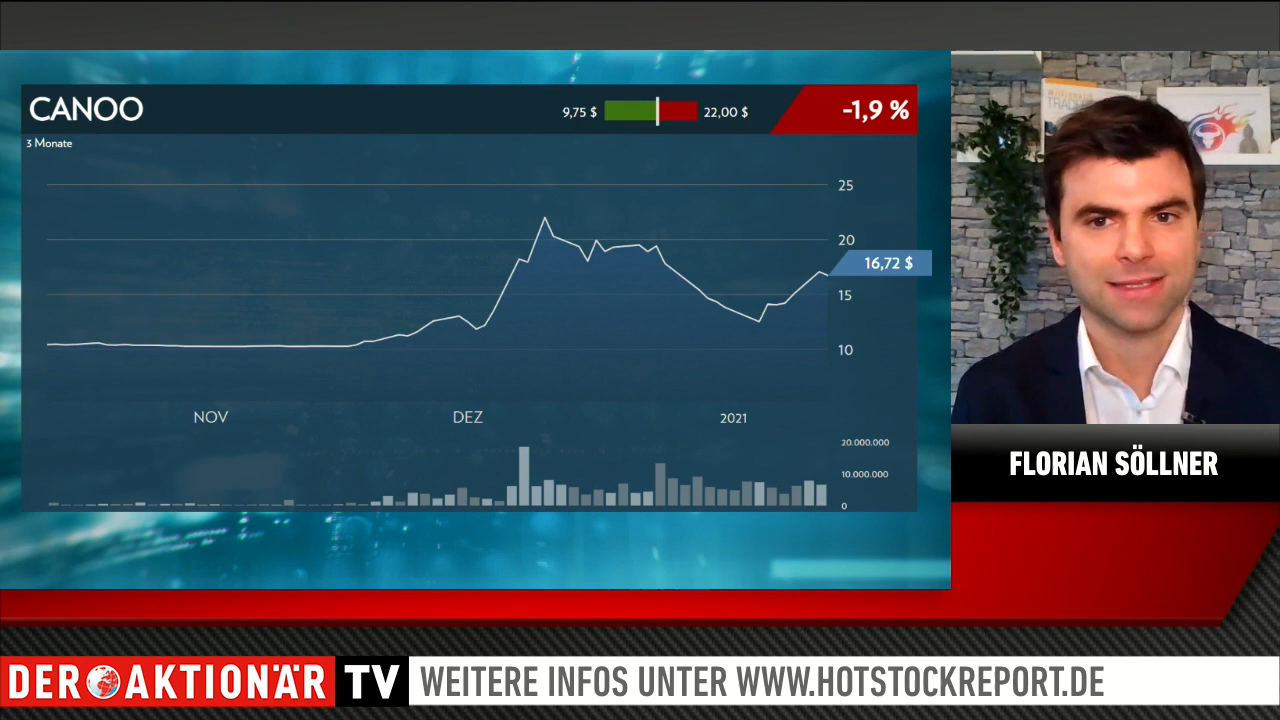 CANOO
9,75 $
22,00 $
-1,9 %
3 Monate
25
20
16,72 $
15
10
NOV
DEZ
2021
20.000.000
10.000.000
0
FLORIAN SÖLLNER
DER AKTIONÄR TV
WEITERE INFOS UNTER WWW.HOTSTOCKREPORT.DE